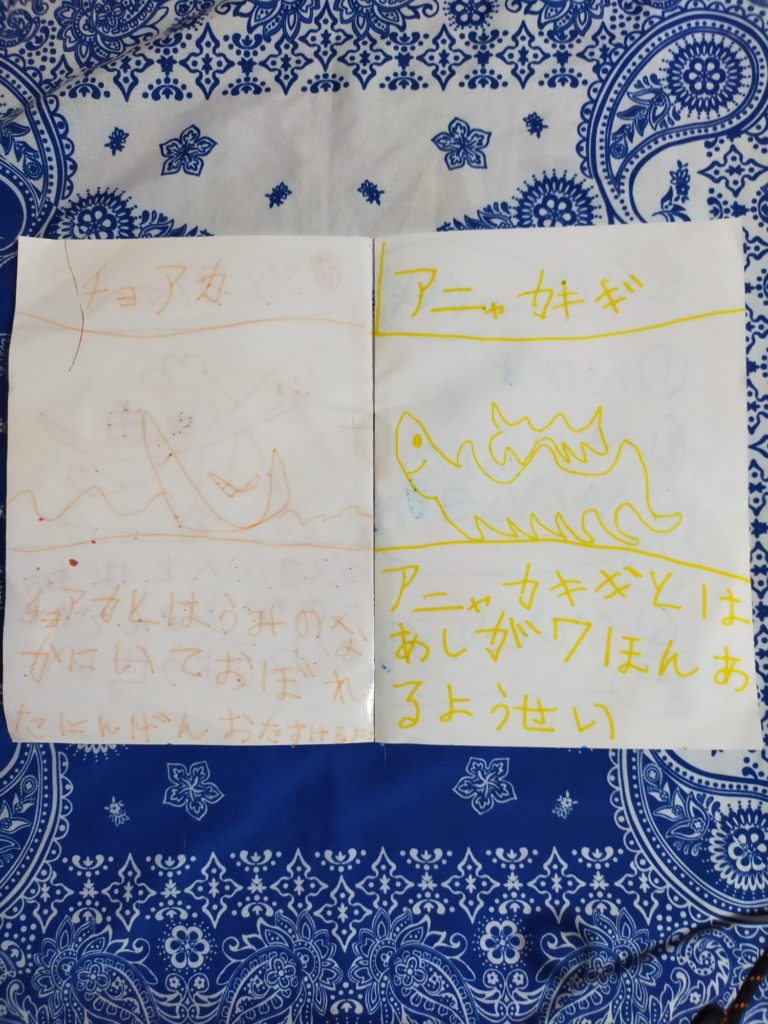 チョアカ
チョアカとはうみのな
かにいておぼれ
たにんげんおたすけるよ
アニャカキギ
アニャカキギとは
あしが7ほんあ
るようせい